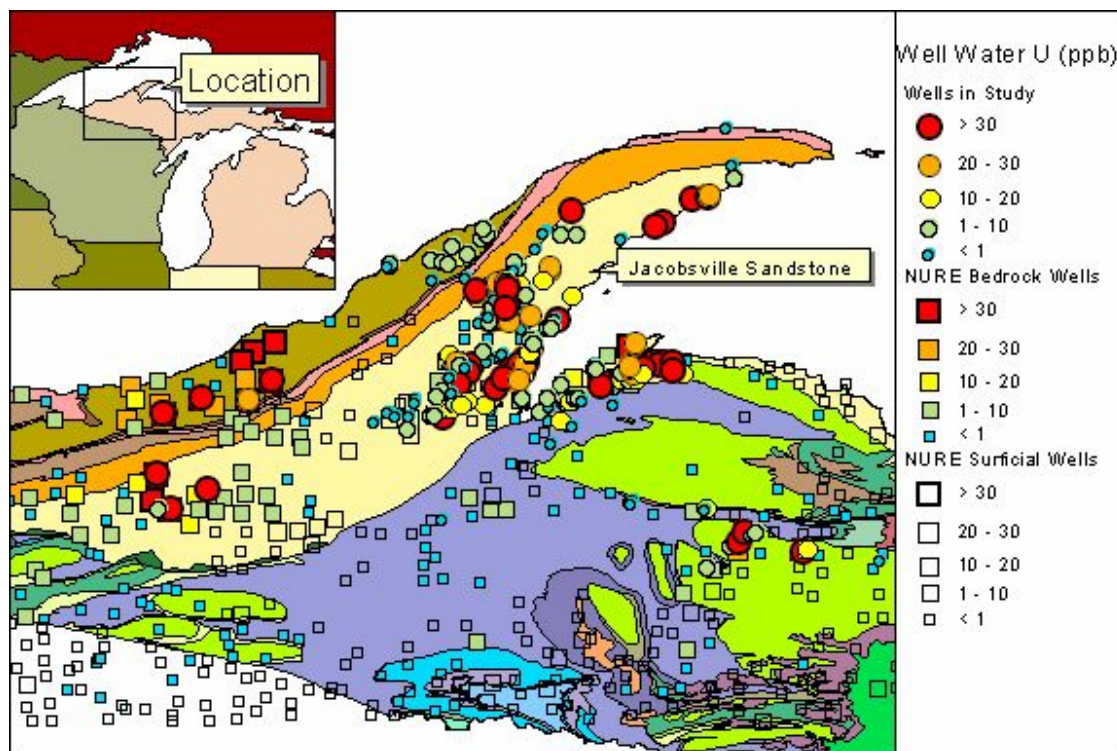 Location
Jacobsville Sandstone
Well Water U (ppb)
Wells in Study
> 30
20 - 30
10 - 20
1 - 10
< 1
NURE Bedrock Wells
> 30
20 - 30
10 - 20
1 - 10
< 1
NURE Surficial Wells
> 30
20 - 30
10 - 20
1 - 10
< 1